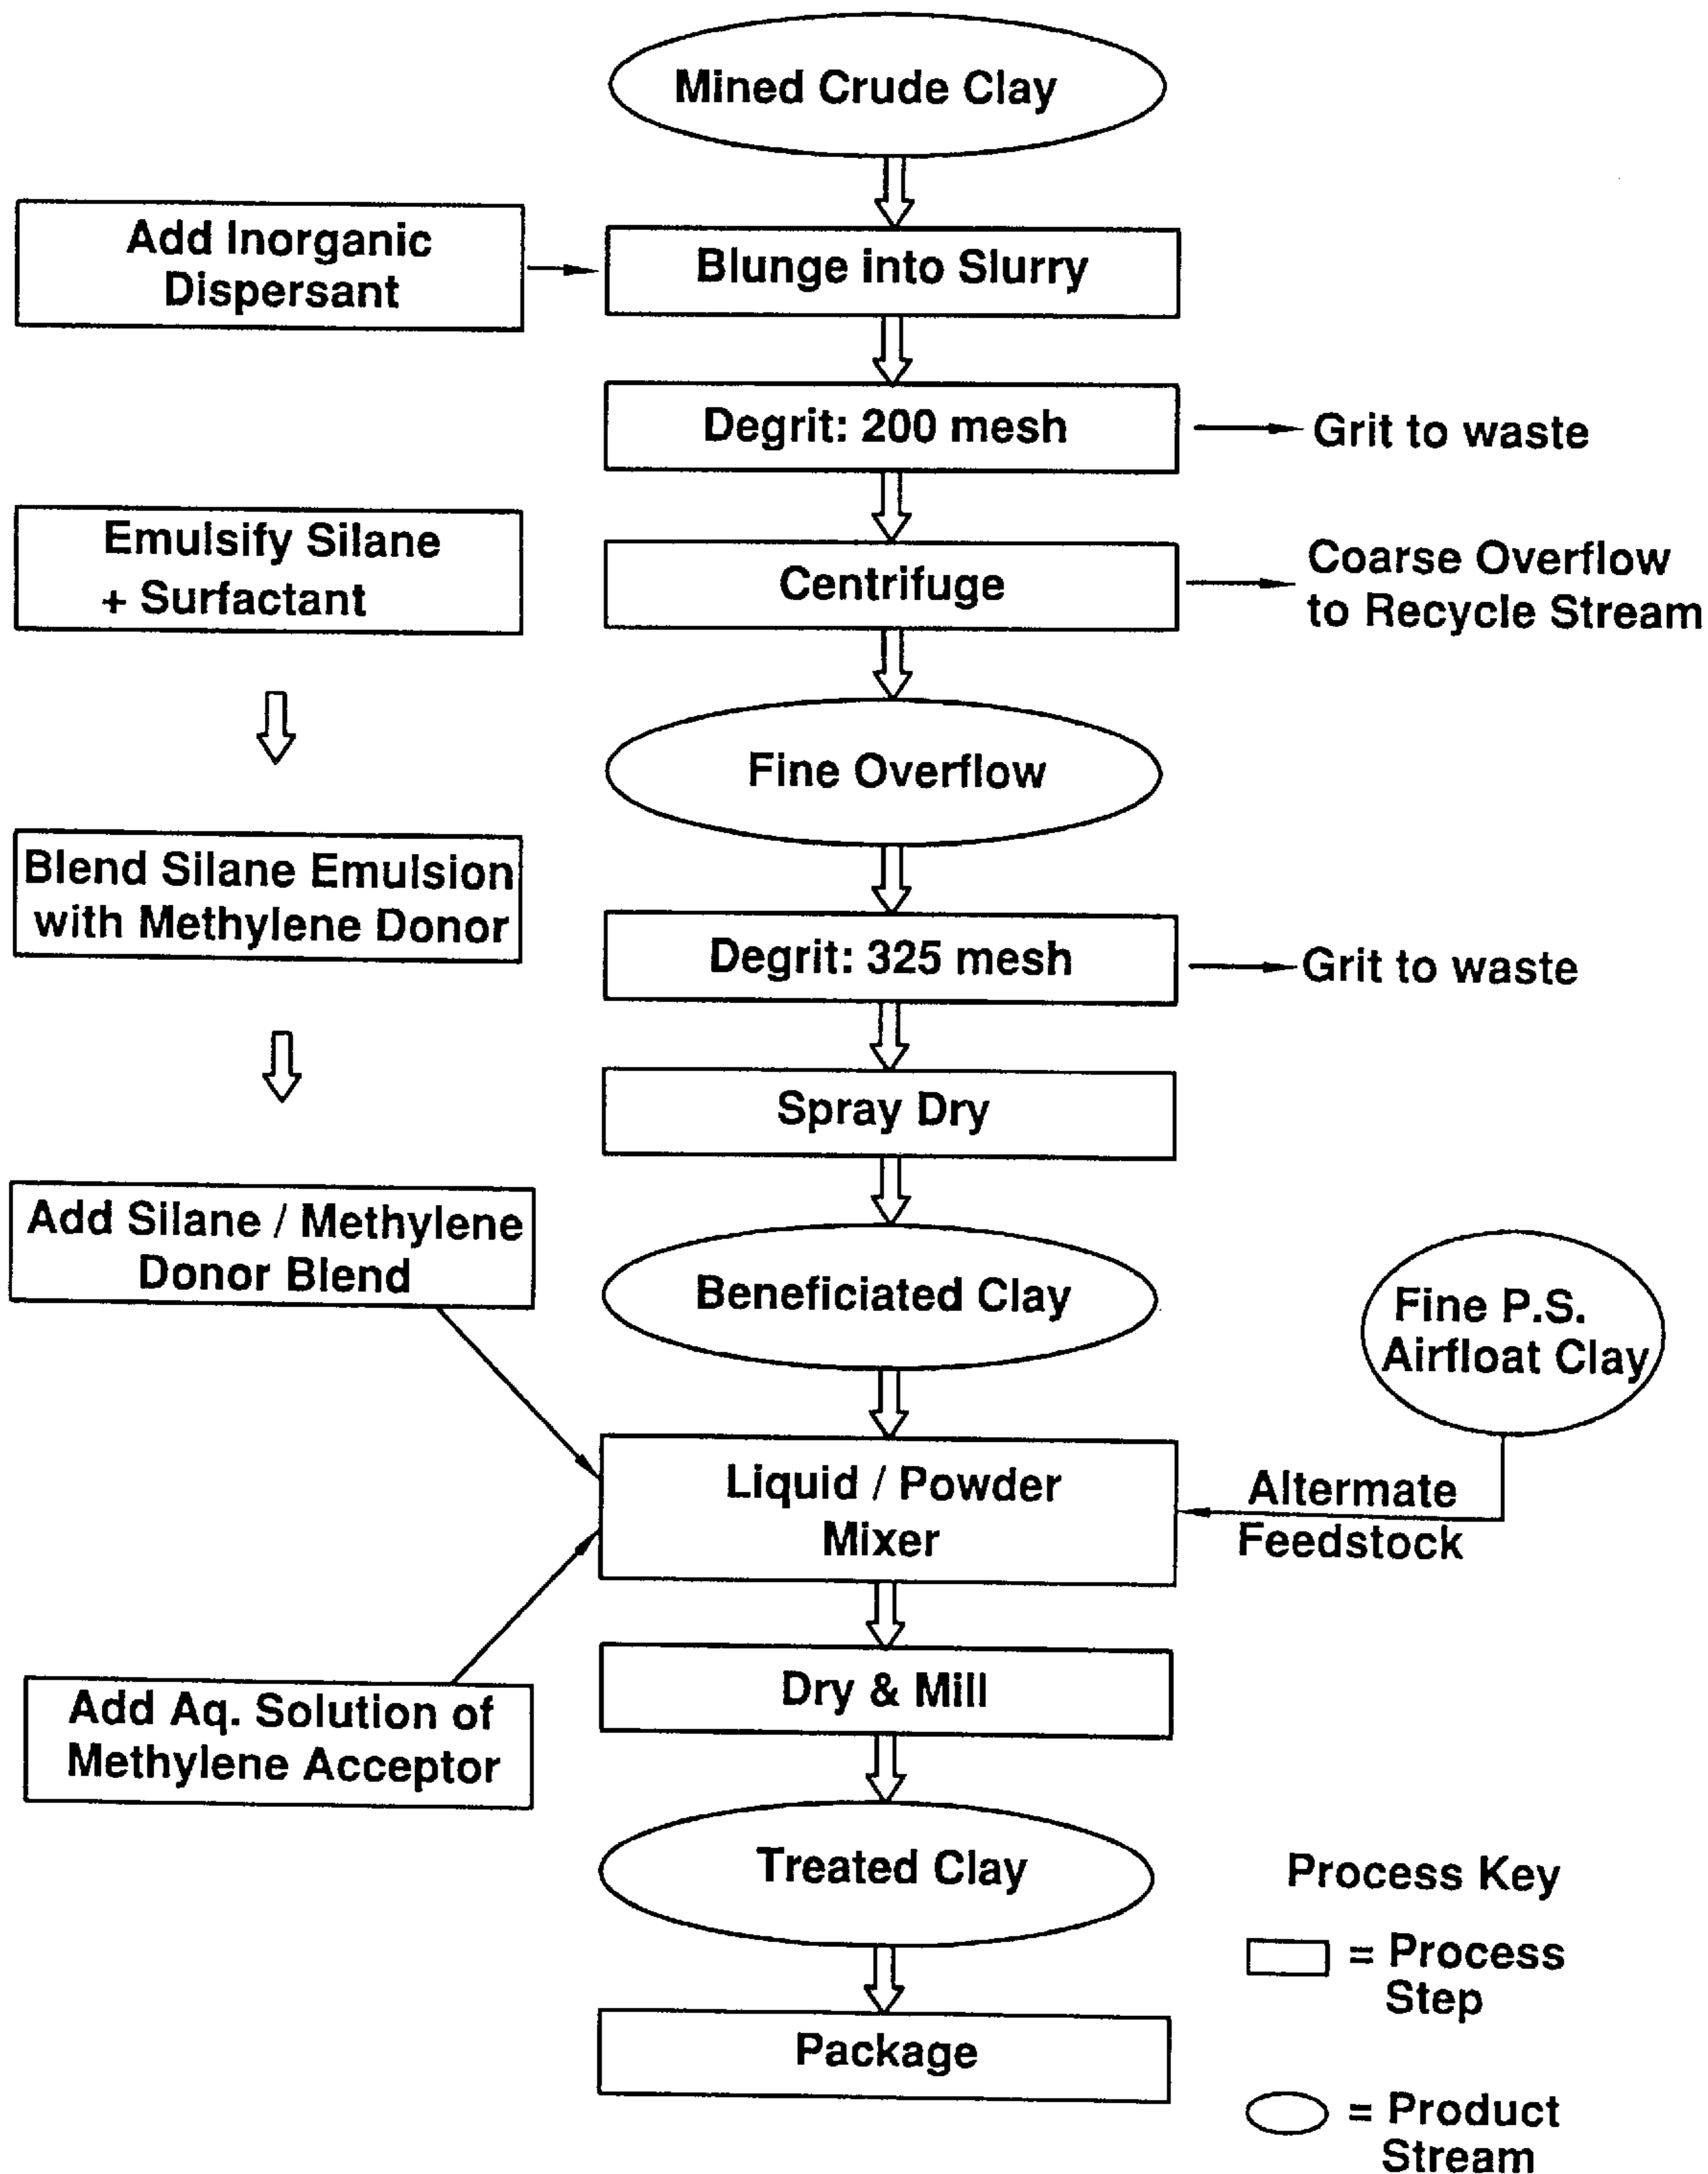 Mined Crude Clay
Add Inorganic
Dispersant
Blunge into Slurry
Degrit: 200 mesh
Grit to waste
Emulsify Silane
+ Surfactant
Centrifuge
Coarse Overflow
to Recycle Stream
Fine Overflow
Blend Silane Emulsion
with Methylene Donor
Degrit: 325 mesh
Grit to waste
Spray Dry
Add Silane / Methylene
Donor Blend
Beneficiated Clay
Fine P.S.
Airfloat Clay
Liquid / Powder
Mixer
Altermate
Feedstock
Dry & Mill
Add Aq. Solution of
Methylene Acceptor
Treated Clay
Process Key
= Process
Step
Package
= Product
Stream